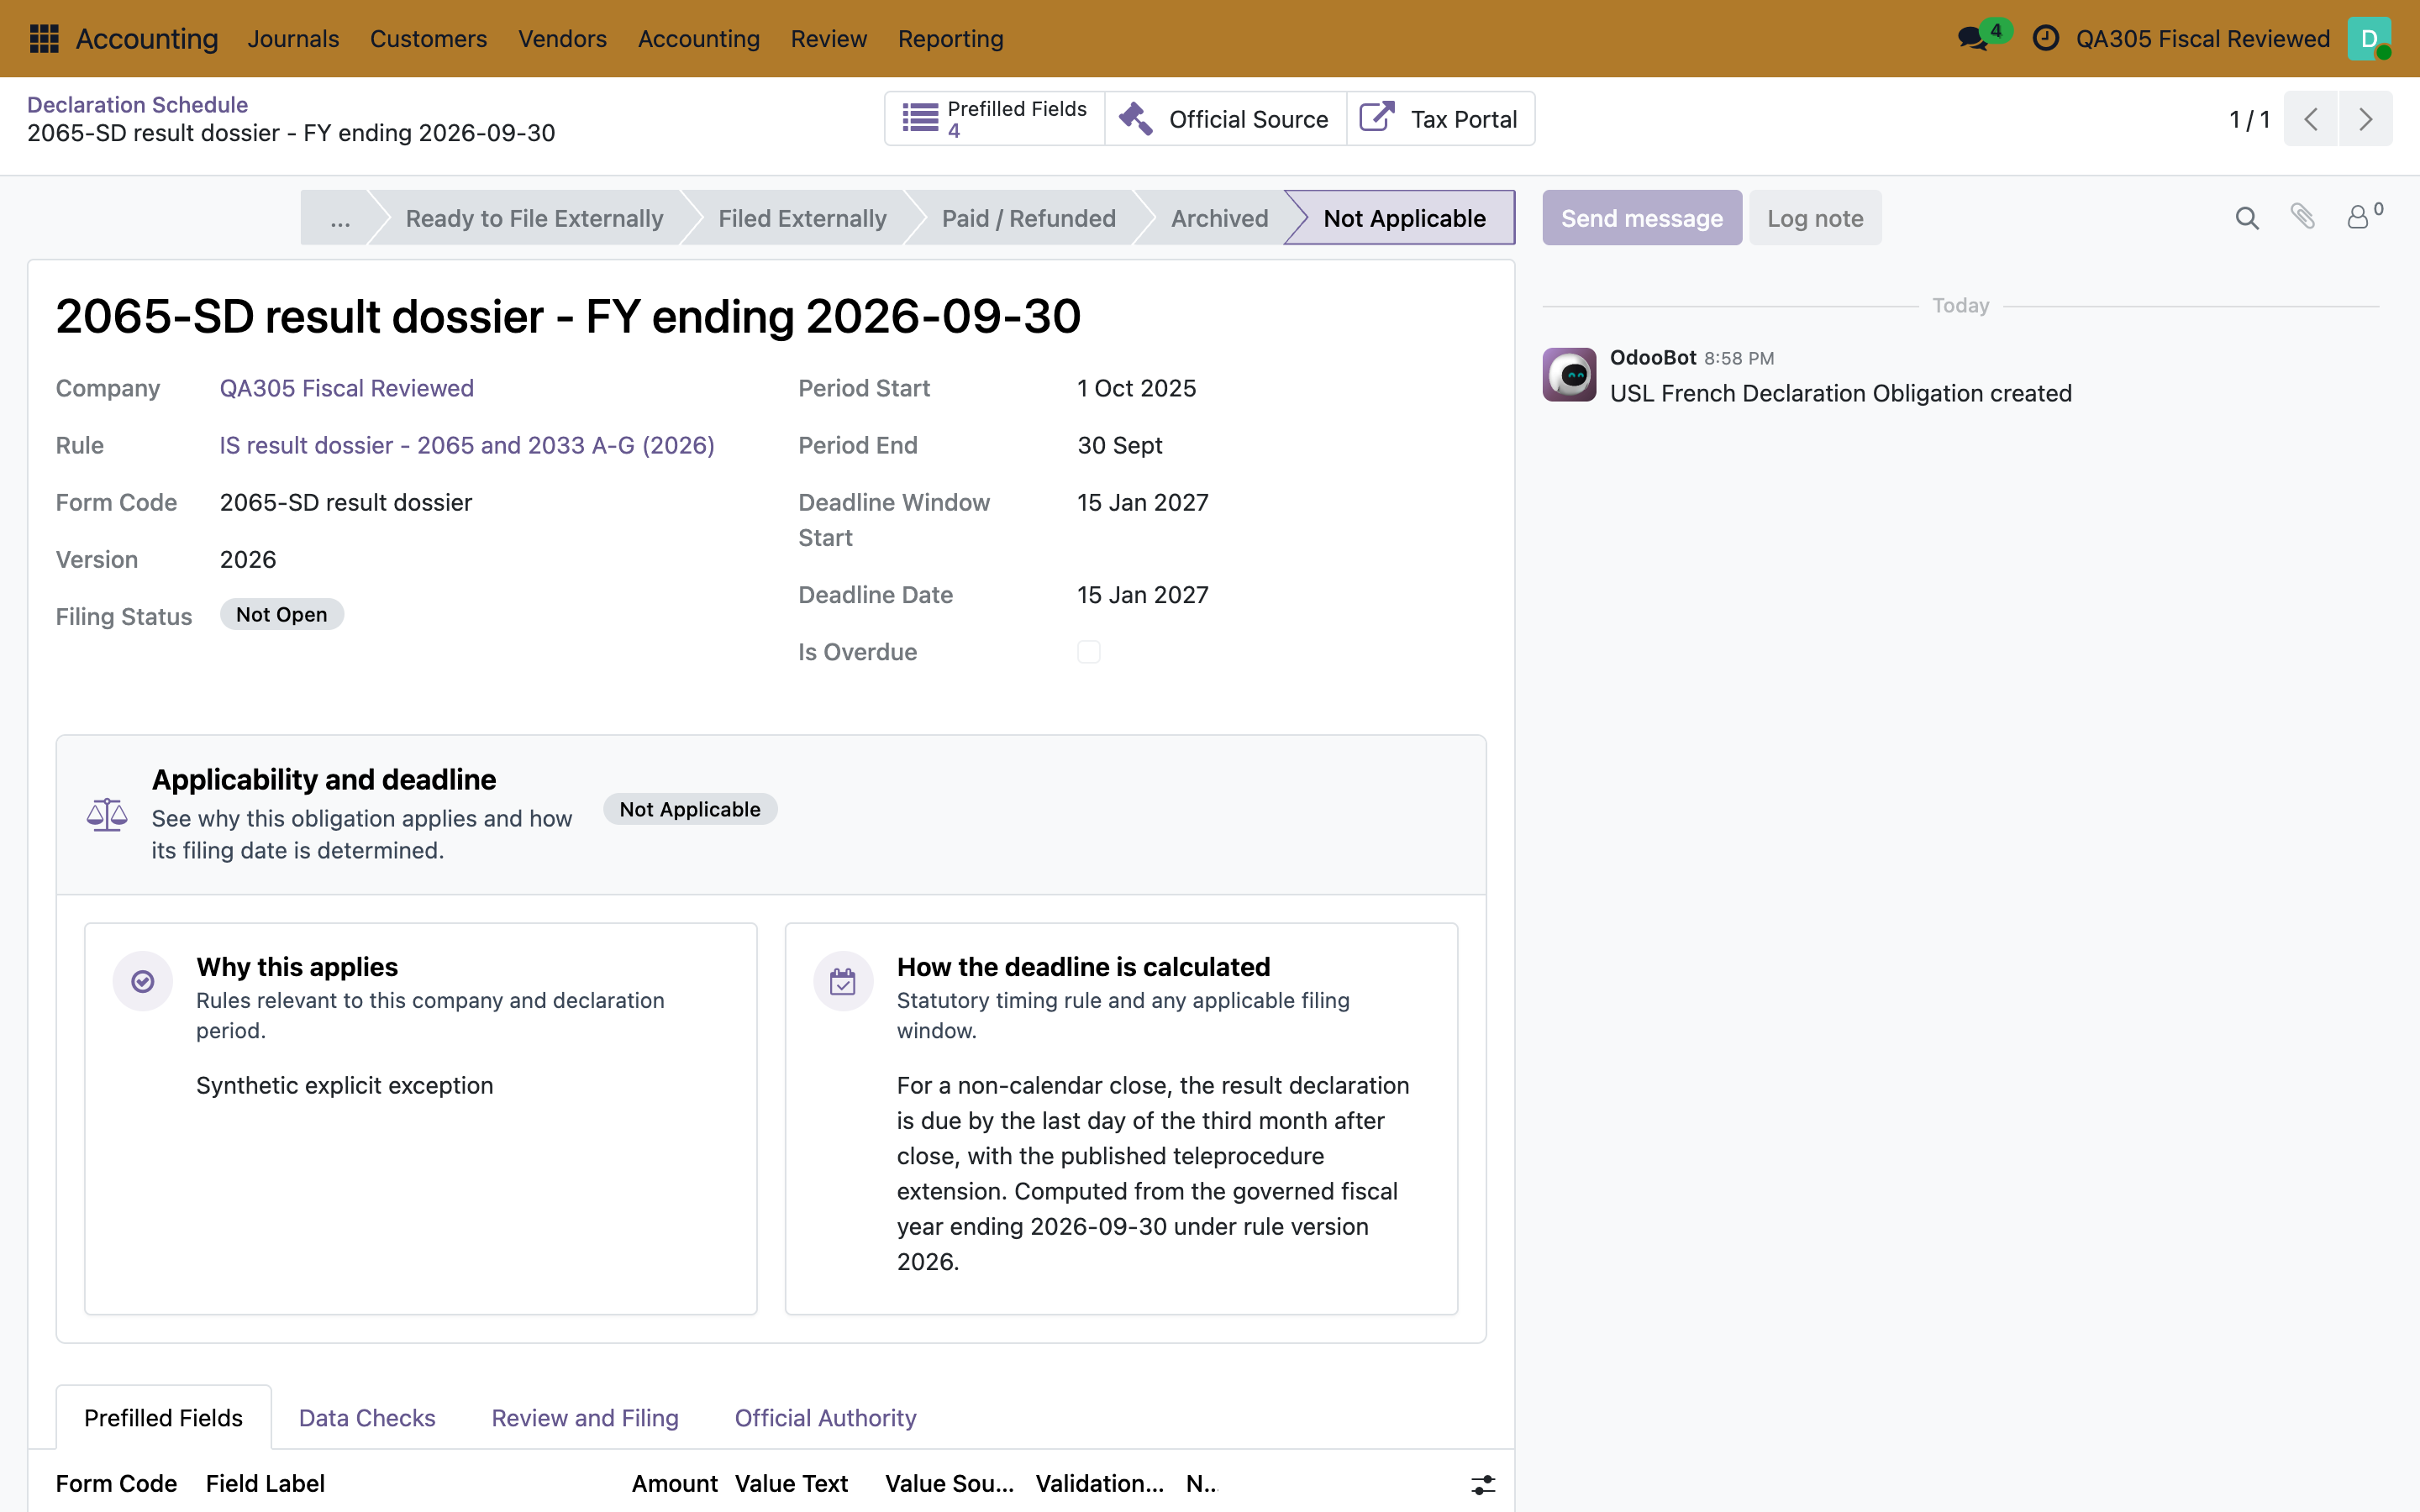 Accounting Journals Customers Vendors Accounting Review Reporting 4 QA305 Fiscal Reviewed D
Declaration Schedule
2065-SD result dossier - FY ending 2026-09-30
Prefilled Fields
4
Official Source
Tax Portal
1 / 1
... Ready to File Externally Filed Externally Paid / Refunded Archived Not Applicable
Send message Log note 0
2065-SD result dossier - FY ending 2026-09-30
Company QA305 Fiscal Reviewed
Rule IS result dossier - 2065 and 2033 A-G (2026)
Form Code 2065-SD result dossier
Version 2026
Filing Status Not Open
Period Start 1 Oct 2025
Period End 30 Sept
Deadline Window
Start
15 Jan 2027
Deadline Date 15 Jan 2027
Is Overdue
Today
OdooBot 8:58 PM
USL French Declaration Obligation created
Applicability and deadline
See why this obligation applies and how
its filing date is determined.
Not Applicable
Why this applies
Rules relevant to this company and declaration
period.
Synthetic explicit exception
How the deadline is calculated
Statutory timing rule and any applicable filing
window.
For a non-calendar close, the result declaration
is due by the last day of the third month after
close, with the published teleprocedure
extension. Computed from the governed fiscal
year ending 2026-09-30 under rule version
2026.
Prefilled Fields Data Checks Review and Filing Official Authority
Form Code Field Label Amount Value Text Value Sou... Validation... N...